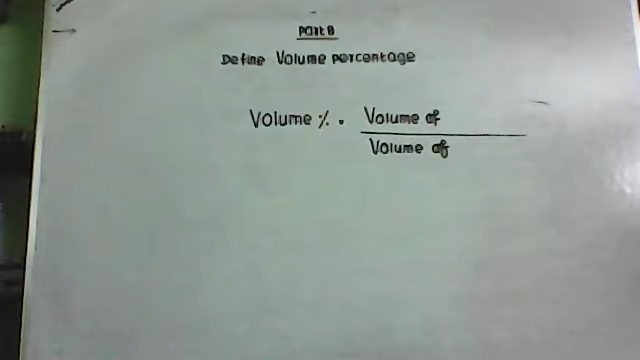 Part B
Define Volume percentage
Volume % = Volume of
Volume of